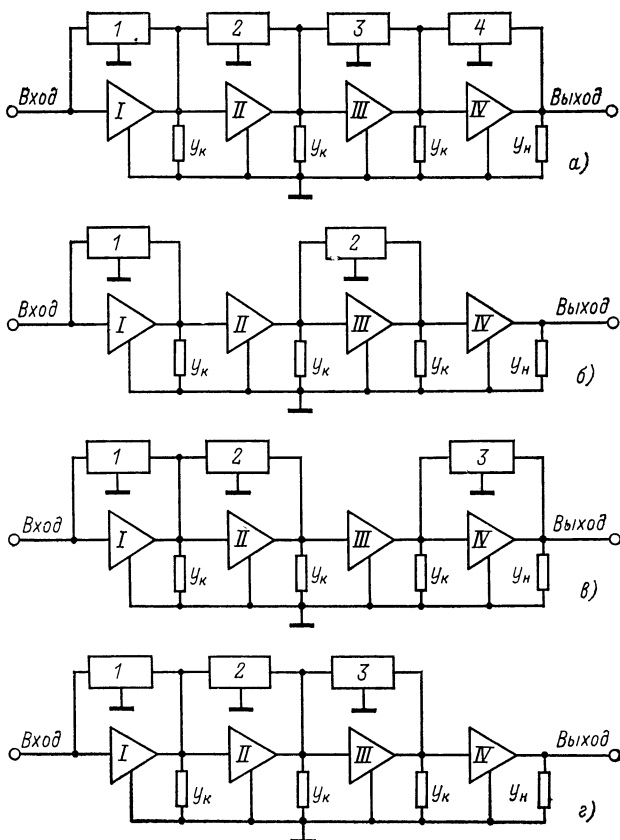 1 2 3 4
Вход I II III IV Выход
Yк Yк Yк Yн
а)
1 2
Вход I II III IV Выход
Yк Yк Yк Yн
б)
1 2 3
Вход I II III IV Выход
Yк Yк Yк Yн
в)
1 2 3
Вход I II III IV Выход
Yк Yк Yк Yн
г)